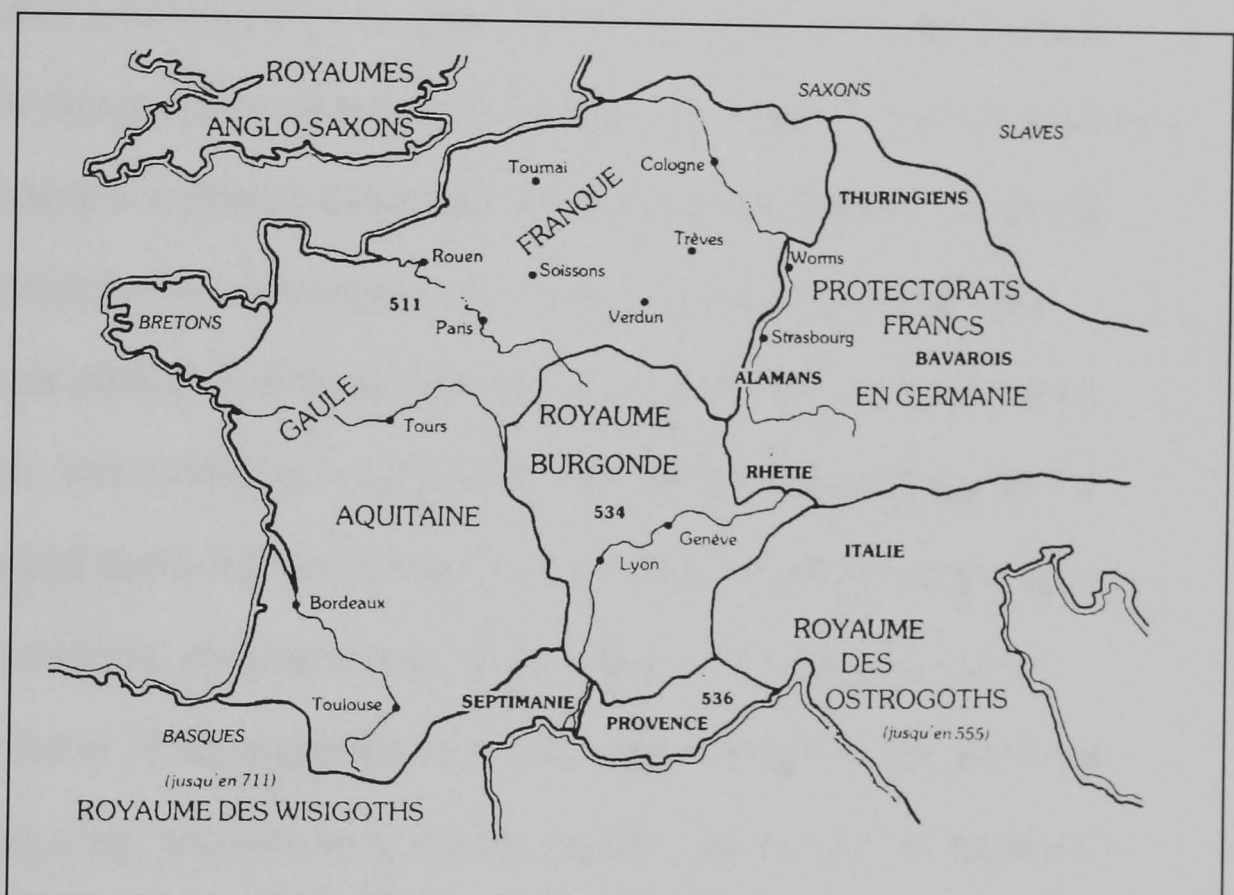 ROYAUMES
ANGLO-SAXONS
SAXONS
SLAVES
Tournai
Cologne
FRANQUE
THURINGIENS
Trèves
Rouen
Soissons
Worms
511
Verdun
PROTECTORATS
FRANCS
BRETONS
Paris
Strasbourg
BAVAROIS
ALAMANS
EN GERMANIE
GAULE
Tours
ROYAUME
BURGONDE
RHETIE
AQUITAINE
534
Genève
Lyon
ITALIE
Bordeaux
ROYAUME
DES
OSTROGOTHS
(jusqu'en 555)
Toulouse
SEPTIMANIE
536
PROVENCE
BASQUES
(jusqu'en 711)
ROYAUME DES WISIGOTHS